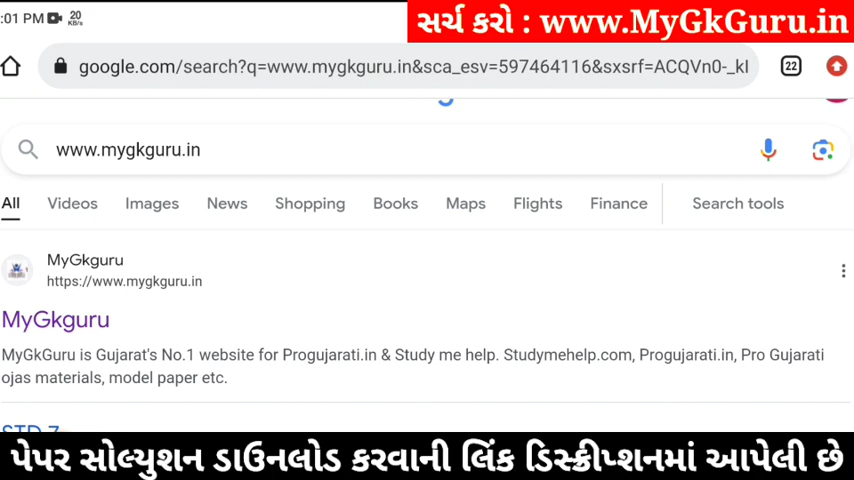 :01 PM 20 KB/s
સર્ચ કરો : www.MyGkGuru.in
google.com/search?q=www.mygkguru.in&sca_esv=597464116&sxsrf=ACQVn0-_kI
22
www.mygkguru.in
All Videos Images News Shopping Books Maps Flights Finance Search tools
MyGkguru
https://www.mygkguru.in
MyGkguru
MyGkGuru is Gujarat's No.1 website for Progujarati.in & Study me help. Studymehelp.com, Progujarati.in, Pro Gujarati
ojas materials, model paper etc.
STD 7
પેપર સોલ્યુશન ડાઉનલોડ કરવાની લિંક ડિસ્ક્રીપ્શનમાં આપેલી છે